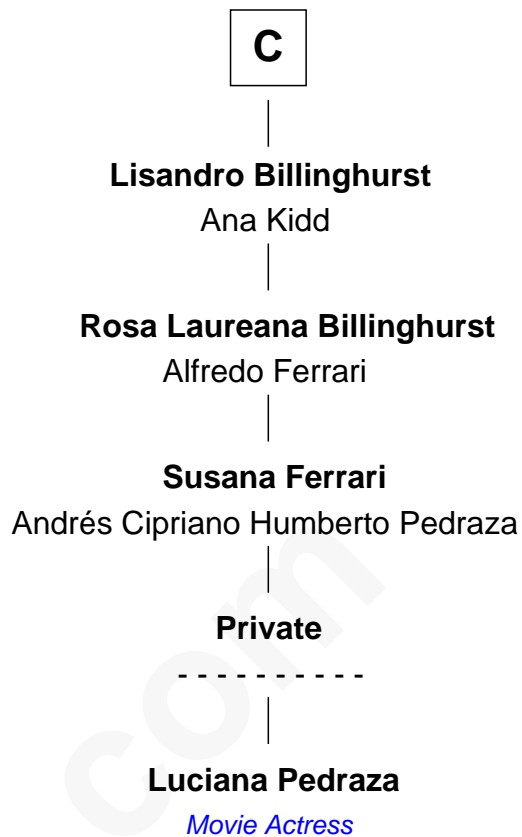 C
Lisandro Billinghurst
Ana Kidd
Rosa Laureana Billinghurst
Alfredo Ferrari
Susana Ferrari
Andrés Cipriano Humberto Pedraza
Private
- - - - - - - - - -
Luciana Pedraza
Movie Actress
com